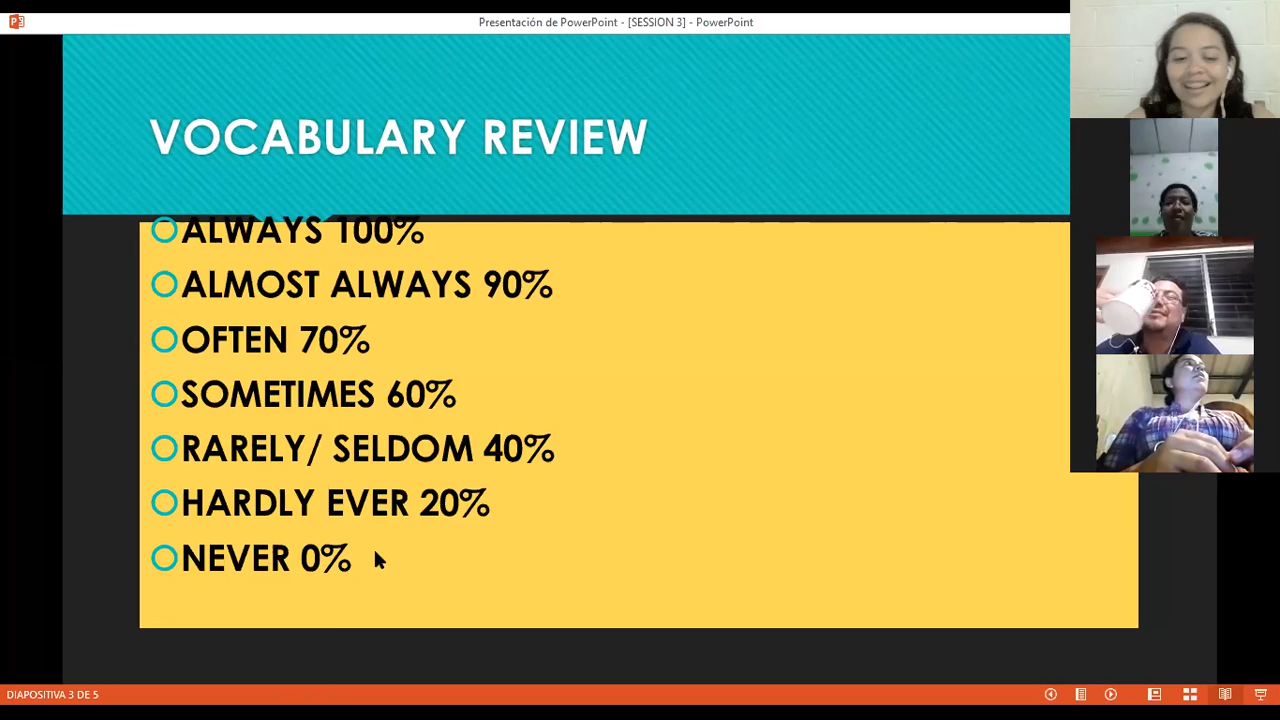 Presentación de PowerPoint - [SESSION 3] - PowerPoint
VOCABULARY REVIEW
ALWAYS 100%
ALMOST ALWAYS 90%
OFTEN 70%
SOMETIMES 60%
RARELY/ SELDOM 40%
HARDLY EVER 20%
NEVER 0%
DIAPOSITIVA 3 DE 5